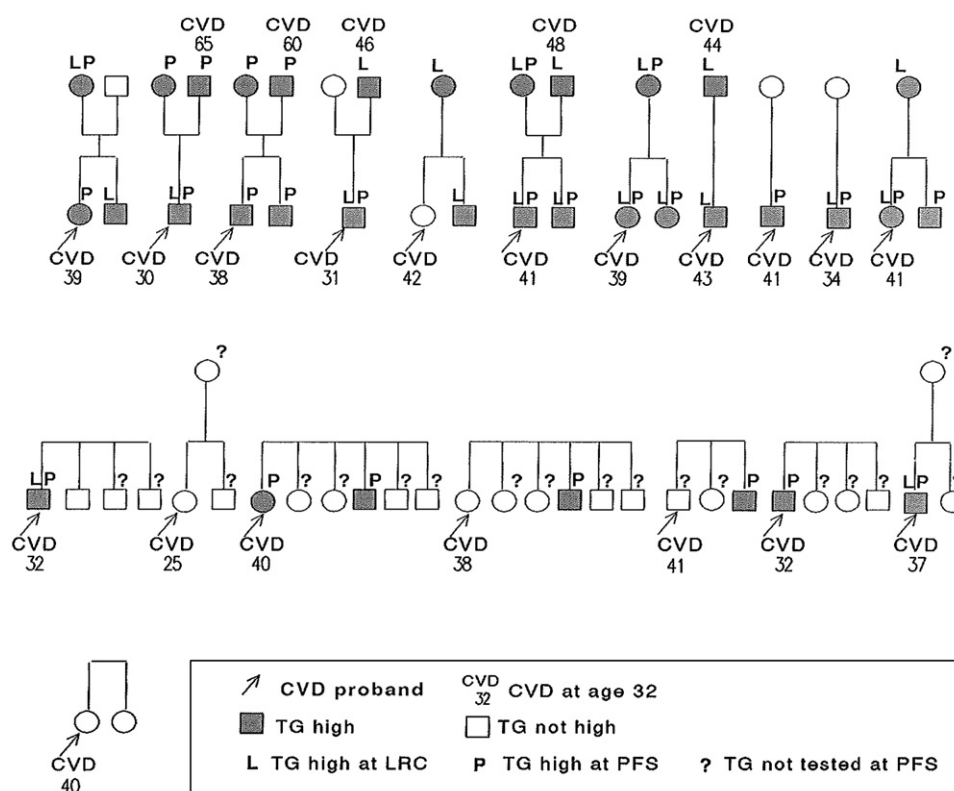 CVD CVD CVD CVD CVD
65 60 46 48 44
LP P P P P L L LP L LP L L
P L LP P P LP L LP LP LP LP L P LP LP P
CVD CVD CVD CVD CVD CVD CVD CVD CVD CVD CVD
39 30 38 31 42 41 39 43 41 34 41
? ?
LP ? ? ? P ? ? P ? ? ? ? P ? ? ? ? P P ? ? ? LP ?
CVD CVD CVD CVD CVD CVD CVD
32 25 40 38 41 32 37
CVD
40
CVD proband CVD 32 CVD at age 32
TG high TG not high
L TG high at LRC P TG high at PFS ? TG not tested at PFS